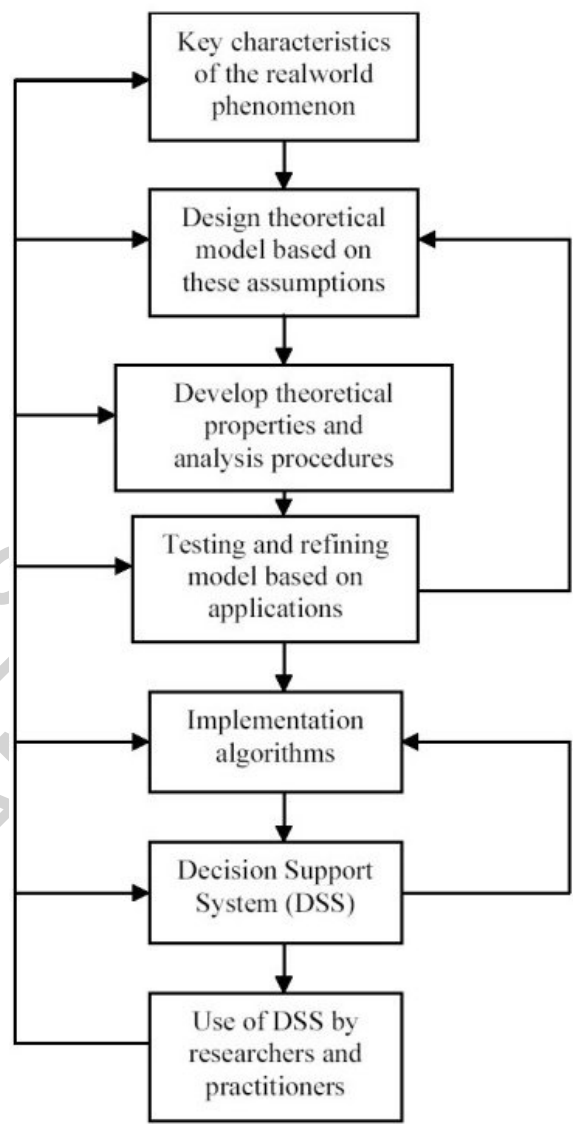 Key characteristics
of the realworld
phenomenon
Design theoretical
model based on
these assumptions
Develop theoretical
properties and
analysis procedures
Testing and refining
model based on
applications
Implementation
algorithms
Decision Support
System (DSS)
Use of DSS by
researchers and
practitioners